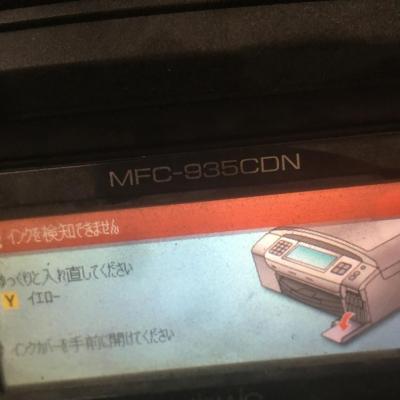 MFC-935CDN
インクを検知できません
ゆっくりと入れ直してください
Y イエロー
インクカバーを手前に開けてください